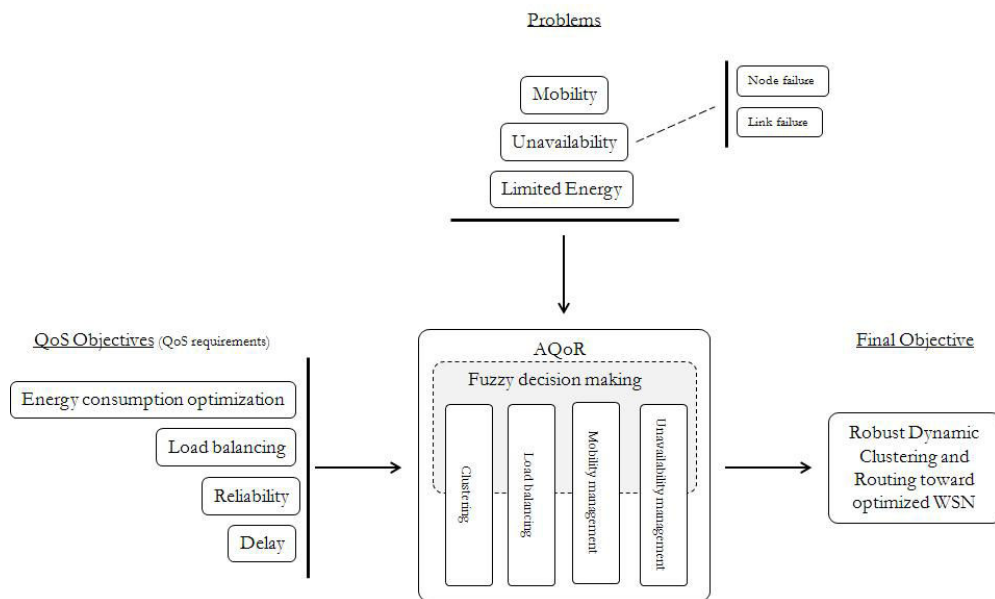 Problems
Mobility
Unavailability
Limited Energy
Node failure
Link failure
QoS Objectives (QoS requirements)
Energy consumption optimization
Load balancing
Reliability
Delay
AQoR
Fuzzy decision making
Clustering
Load balancing
Mobility management
Unavailability management
Final Objective
Robust Dynamic
Clustering and
Routing toward
optimized WSN